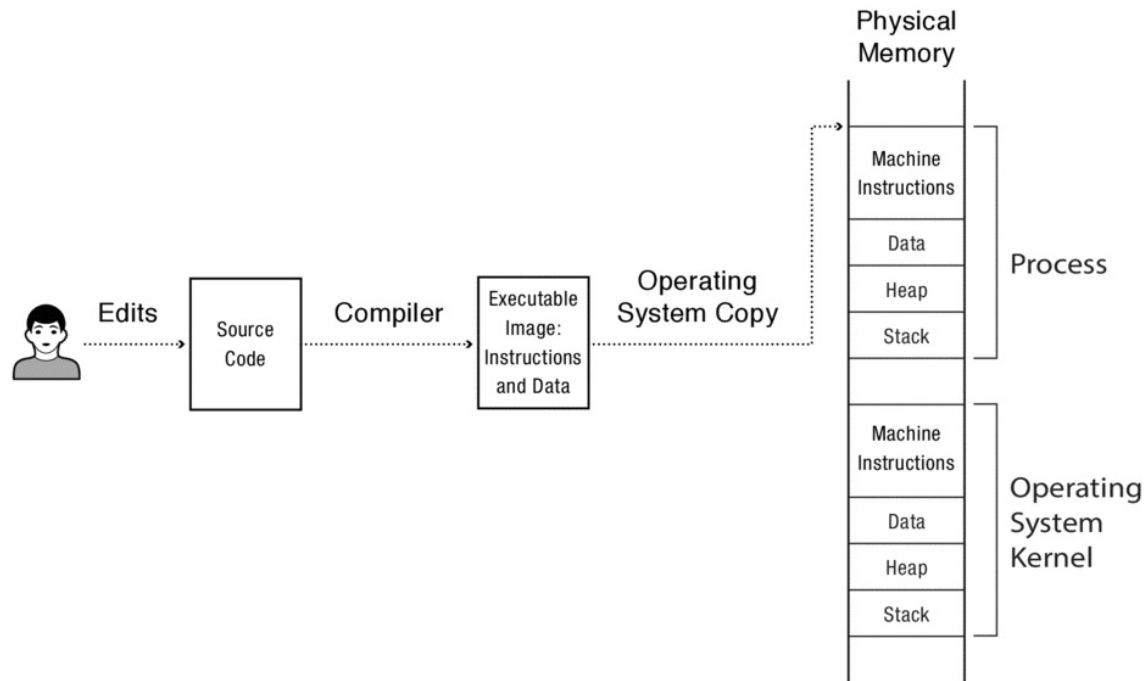 Physical
Memory
Machine
Instructions
Data
Heap
Stack
Process
Edits
Source
Code
Compiler
Executable
Image:
Instructions
and Data
Operating
System Copy
Machine
Instructions
Data
Heap
Stack
Operating
System
Kernel